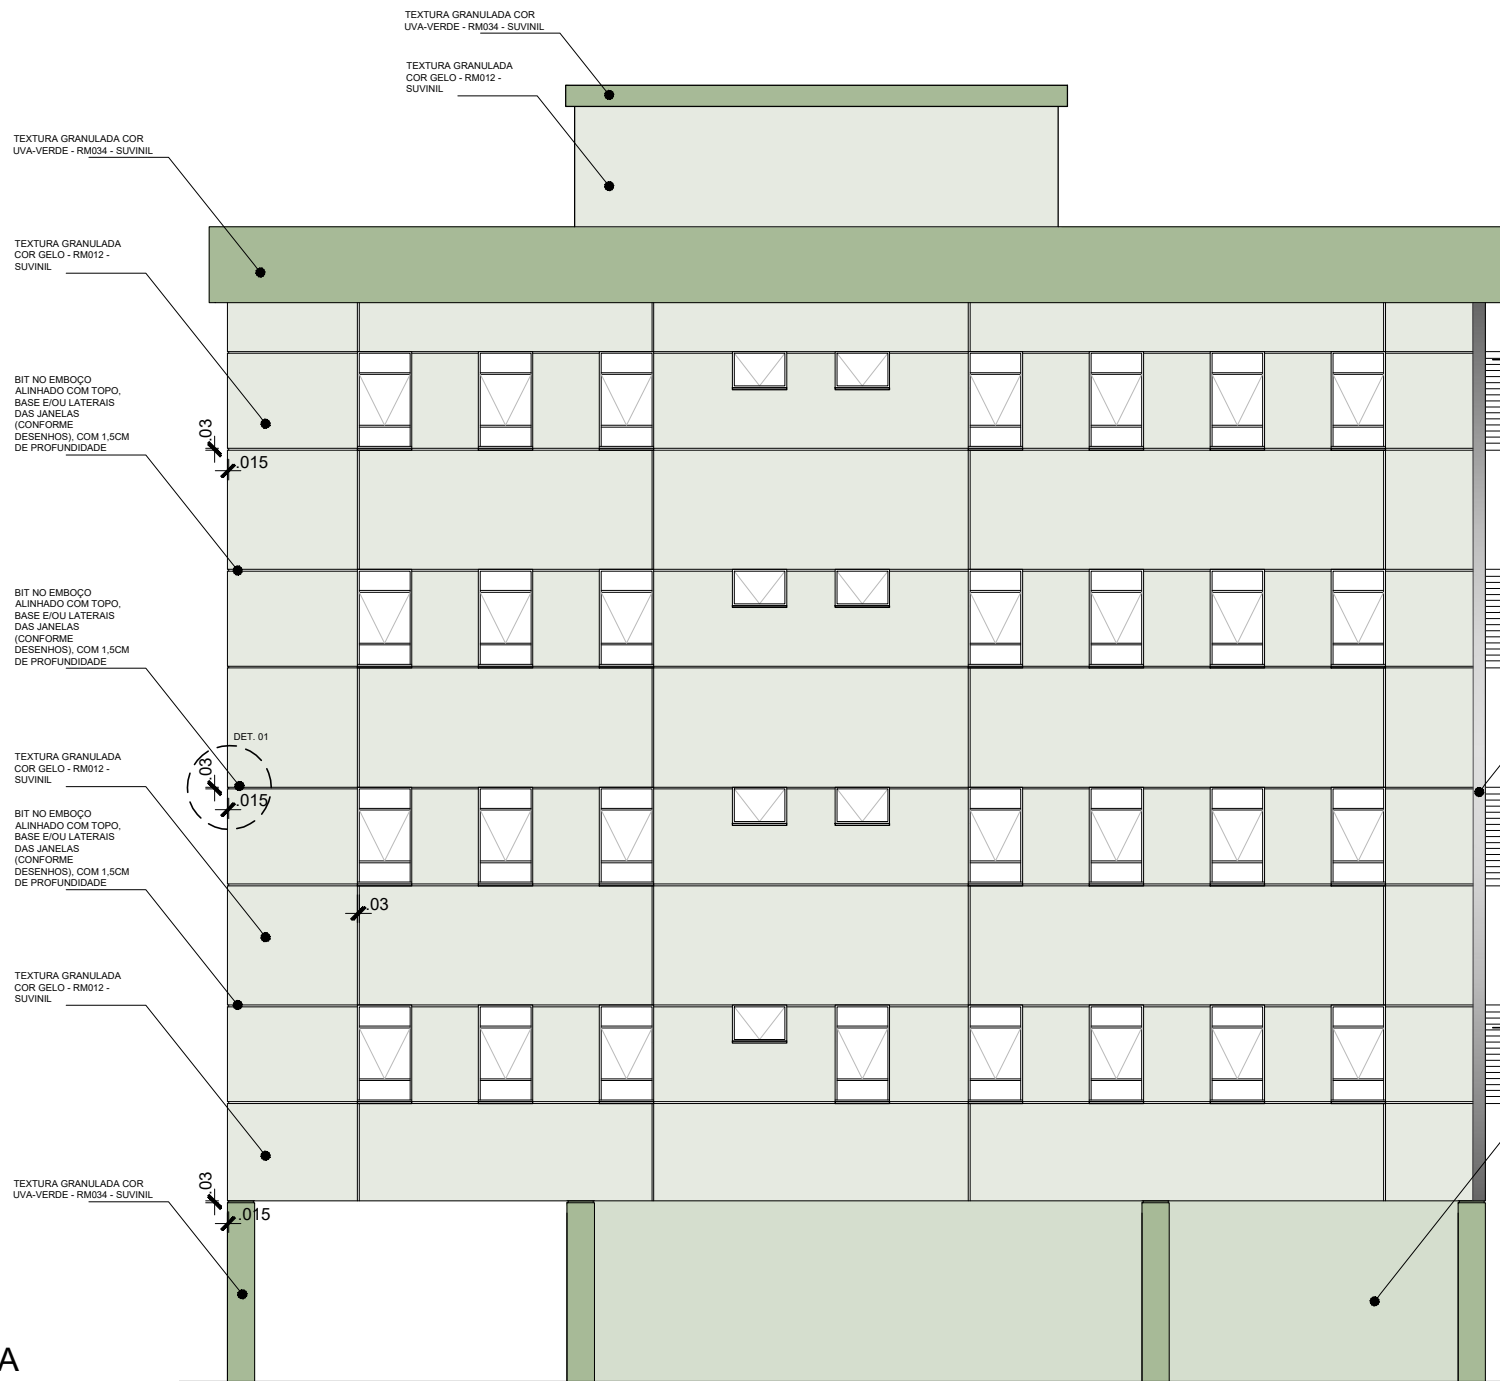 TEXTURA GRANULADA COR
UVA-VERDE - RM034 - SUVINIL
TEXTURA GRANULADA
COR GELO - RM012 -
SUVINIL
TEXTURA GRANULADA COR
UVA-VERDE - RM034 - SUVINIL
TEXTURA GRANULADA
COR GELO - RM012 -
SUVINIL
BIT NO EMBOÇO
ALINHADO COM TOPO,
BASE E/OU LATERAIS
DAS JANELAS
(CONFORME
DESENHOS), COM 1,5CM
DE PROFUNDIDADE
.03
.015
BIT NO EMBOÇO
ALINHADO COM TOPO,
BASE E/OU LATERAIS
DAS JANELAS
(CONFORME
DESENHOS), COM 1,5CM
DE PROFUNDIDADE
DET. 01
.03
.015
TEXTURA GRANULADA
COR GELO - RM012 -
SUVINIL
BIT NO EMBOÇO
ALINHADO COM TOPO,
BASE E/OU LATERAIS
DAS JANELAS
(CONFORME
DESENHOS), COM 1,5CM
DE PROFUNDIDADE
.03
TEXTURA GRANULADA
COR GELO - RM012 -
SUVINIL
TEXTURA GRANULADA COR
UVA-VERDE - RM034 - SUVINIL
.03
.015
A